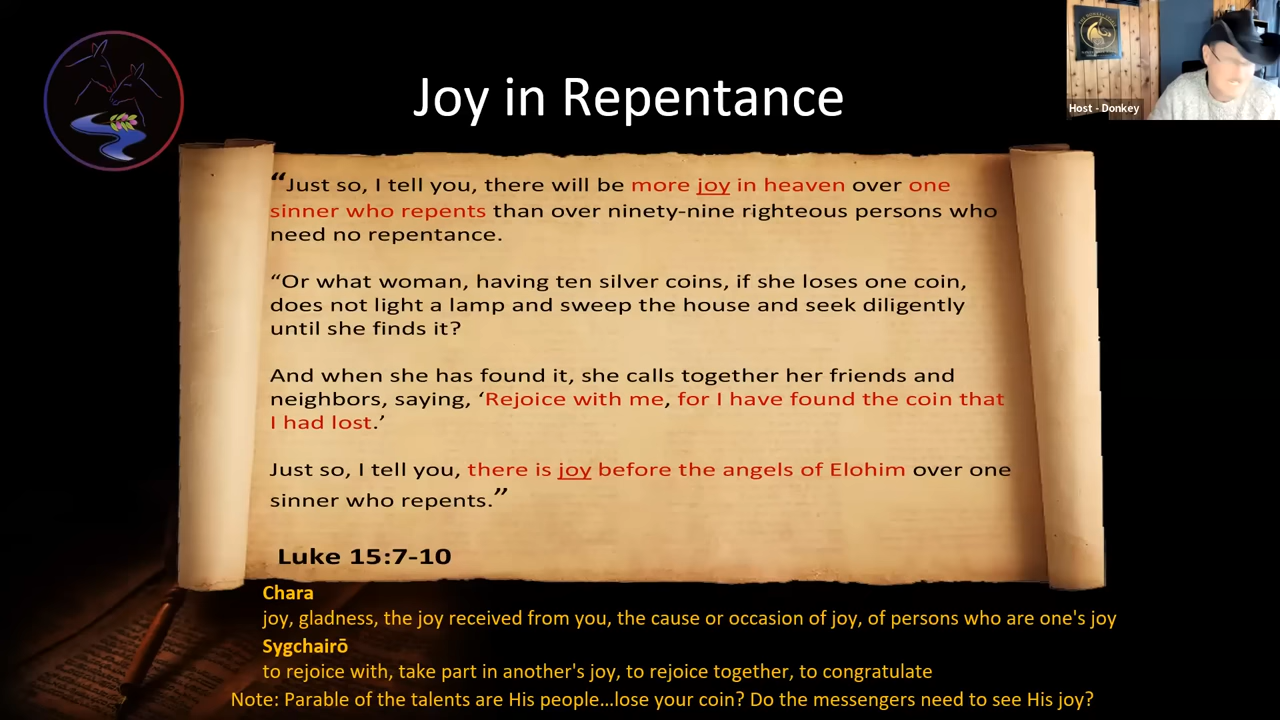 Joy in Repentance
Host - Donkey
“Just so, I tell you, there will be more joy in heaven over one
sinner who repents than over ninety-nine righteous persons who
need no repentance.
“Or what woman, having ten silver coins, if she loses one coin,
does not light a lamp and sweep the house and seek diligently
until she finds it?
And when she has found it, she calls together her friends and
neighbors, saying, ‘Rejoice with me, for I have found the coin that
I had lost.’
Just so, I tell you, there is joy before the angels of Elohim over one
sinner who repents.”
Luke 15:7-10
Chara
joy, gladness, the joy received from you, the cause or occasion of joy, of persons who are one's joy
Sygchairō
to rejoice with, take part in another's joy, to rejoice together, to congratulate
Note: Parable of the talents are His people...lose your coin? Do the messengers need to see His joy?